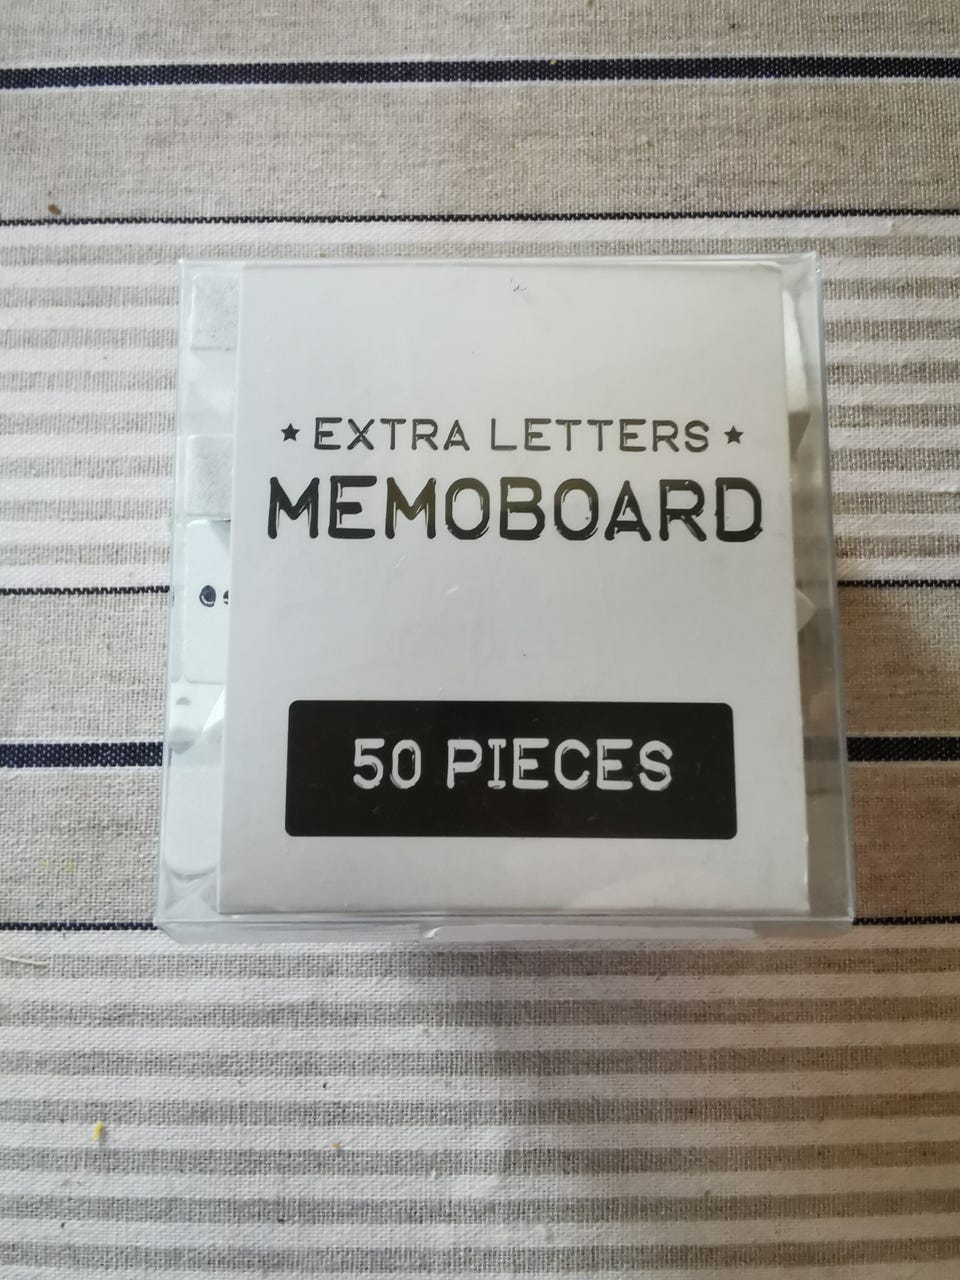 ★ EXTRA LETTERS ★
MEMOBOARD
50 PIECES